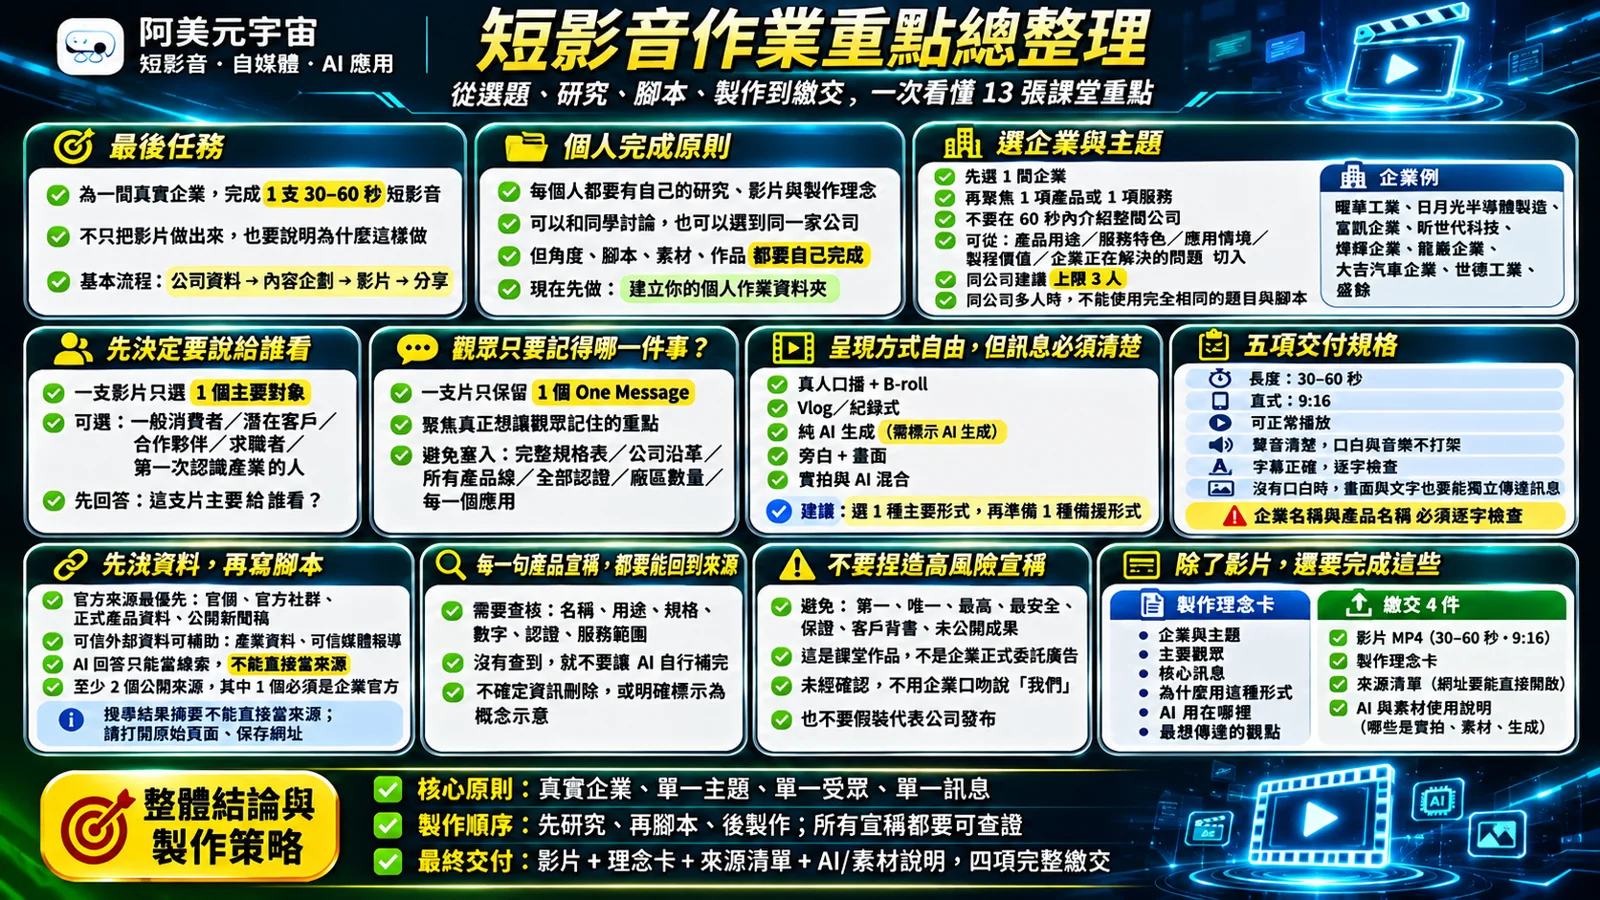 阿美元宇宙
短影音・自媒體・AI 應用
短影音作業重點總整理
從選題、研究、腳本、製作到繳交，一次看懂 13 張課堂重點
最後任務
為一間真實企業，完成 1 支 30–60 秒 短影音
不只把影片做出來，也要說明為什麼這樣做
基本流程：公司資料 → 內容企劃 → 影片 → 分享
個人完成原則
每個人都要有自己的研究、影片與製作理念
可以和同學討論，也可以選到同一家公司
但角度、腳本、素材、作品 都要自己完成
現在先做： 建立你的個人作業資料夾
選企業與主題
先選 1 間企業
再聚焦 1 項產品或 1 項服務
不要在 60 秒內介紹整間公司
可從：產品用途／服務特色／應用情境／
製程價值／企業正在解決的問題 切入
同公司建議 上限 3 人
同公司多人時，不能使用完全相同的題目與腳本
企業例
曜華工業、日月光半導體製造、
富凱企業、昕世代科技、
燁輝企業、龍巖企業、
大吉汽車企業、世德工業、
盛餘
先決定要說給誰看
一支影片只選 1 個主要對象
可選：一般消費者／潛在客戶／
合作夥伴／求職者／
第一次認識產業的人
先回答：這支片主要 給 誰看？
觀眾只要記得哪一件事？
一支片只保留 1 個 One Message
聚焦真正想讓觀眾記住的重點
避免塞入：完整規格表／公司沿革／
所有產品線／全部認證／廠區數量／
每一個應用
呈現方式自由，但訊息必須清楚
真人口播 + B-roll
Vlog／紀錄式
純 AI 生成（需標示 AI 生成）
旁白 + 畫面
實拍與 AI 混合
建議：選 1 種主要形式，再準備 1 種備援形式
五項交付規格
長度：30–60 秒
直式：9:16
可正常播放
聲音清楚，口白與音樂不打架
字幕正確，逐字檢查
沒有口白時，畫面與文字也要能獨立傳達訊息
企業名稱與產品名稱 必須逐字檢查
先決資料，再寫腳本
官方來源最優先：官個、官方社群、
正式產品資料、公開新聞稿
可信外部資料可補助：產業資料、可信媒體報導
AI 回答只能當線索，不能直接當來源
至少 2 個公開來源，其中 1 個必須是企業官方
搜尋結果摘要不能直接當來源；
請打開原始頁面、保存網址
每一句產品宣稱，都要能回到來源
需要查核：名稱、用途、規格、
數字、認證、服務範圍
沒有查到，就不要讓 AI 自行補完
不確定資訊刪除，或明確標示為
概念示意
不要捏造高風險宣稱
避免： 第一、唯一、最高、最安全、
保證、客戶背書、未公開成果
這是課堂作品，不是企業正式委託廣告
未經確認，不用企業口吻說「我們」
也不要假裝代表公司發布
除了影片，還要完成這些
製作理念卡
企業與主題
主要觀眾
核心訊息
為什麼用這種形式
AI 用在哪裡
最想傳達的觀點
繳交 4 件
影片 MP4（30–60 秒・9:16）
製作理念卡
來源清單（網址要能直接開啟）
AI 與素材使用說明
（哪些是實拍、素材、生成）
整體結論與
製作策略
核心原則：真實企業、單一主題、單一受眾、單一訊息
製作順序：先研究、再腳本、後製作；所有宣稱都要可查證
最終交付：影片 + 理念卡 + 來源清單 + AI/素材說明，四項完整繳交
Ae
AI